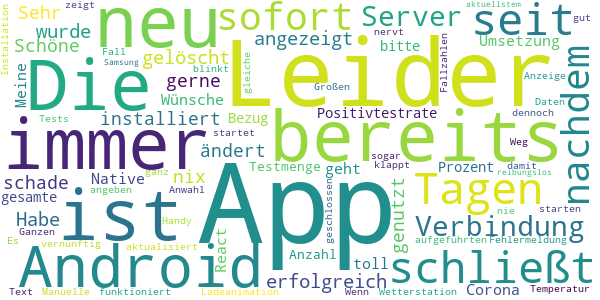 zeigt
aktuellstem
Installation
Sehr
neu
sofort
Server
seit
gut
wurde
Fall
angezeigt
nervt
bitte
Umsetzung
Schöne
gelöscht
Samsung
Leider
Fallzahlen
Meine
Die
blinkt
gerne
gleiche
Großen
Anzeige
Wünsche
Positivtestrate
Daten
dennoch
nachdem
Tests
installiert
Bezug
bereits
immer
startet
Weg
ändert
sogar
klappt
Testmenge
geht
Prozent
damit
reibungslos
schade
Native
ganz
nix
App
Tagen
gesamte
angeben
Anwahl
geschlossen
genutzt
nie
starten
ist
Habe
Handy
Verbindung
Ganzen
React
Es
vernünftig
aktualisiert
Anzahl
toll
aufgeführten
Fehlermeldung
Android
erfolgreich
schließt
Text
Manuelle
funktioniert
Ladeanimation
Wenn
Wetterstation
Corona
Temperatur